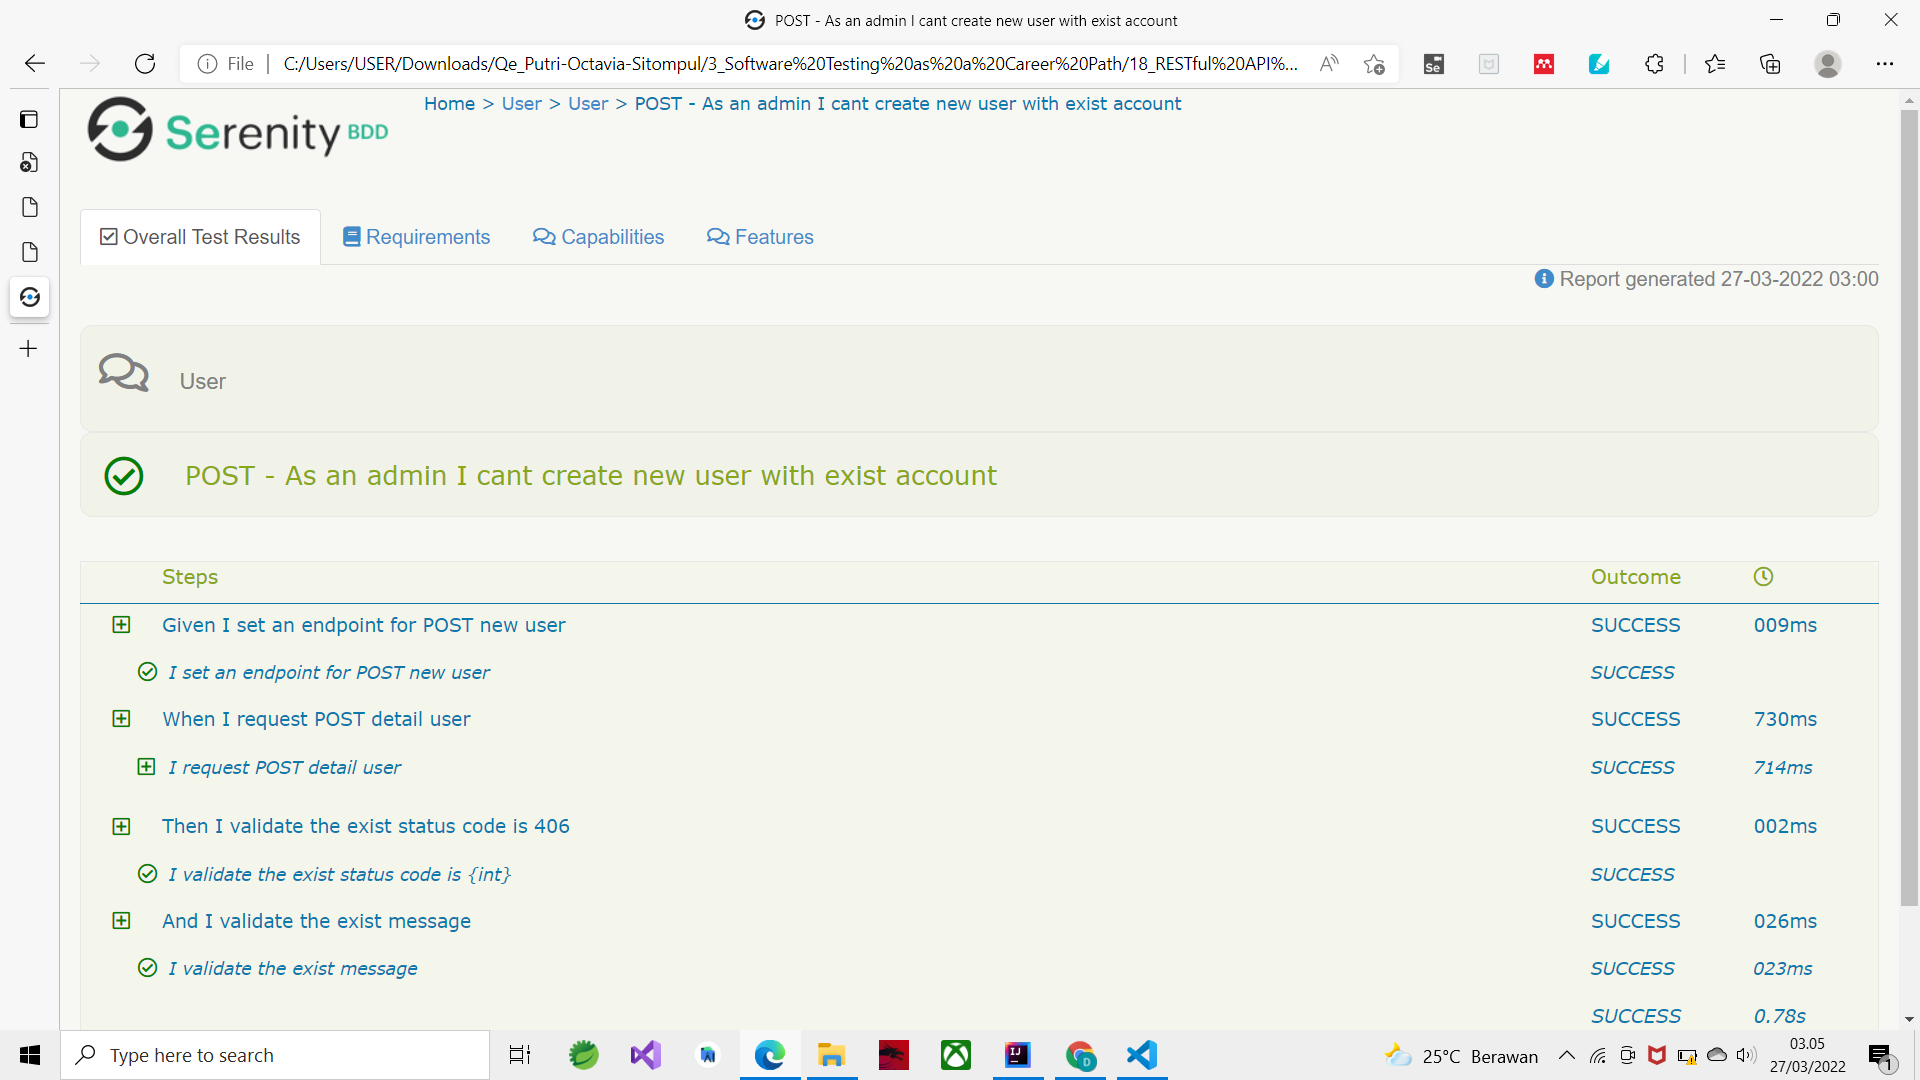 POST - As an admin I cant create new user with exist account
File
C:/Users/USER/Downloads/Qe_Putri-Octavia-Sitompul/3_Software%20Testing%20as%20a%20Career%20Path/18_RESTful%20API%...
Home > User > User > POST - As an admin I cant create new user with exist account
Serenity BDD
Overall Test Results
Requirements
Capabilities
Features
Report generated 27-03-2022 03:00
User
POST - As an admin I cant create new user with exist account
Steps Outcome
Given I set an endpoint for POST new user SUCCESS 009ms
I set an endpoint for POST new user SUCCESS
When I request POST detail user SUCCESS 730ms
I request POST detail user SUCCESS 714ms
Then I validate the exist status code is 406 SUCCESS 002ms
I validate the exist status code is {int} SUCCESS
And I validate the exist message SUCCESS 026ms
I validate the exist message SUCCESS 023ms
SUCCESS 0.78s
Type here to search
25°C Berawan
03.05
27/03/2022
1